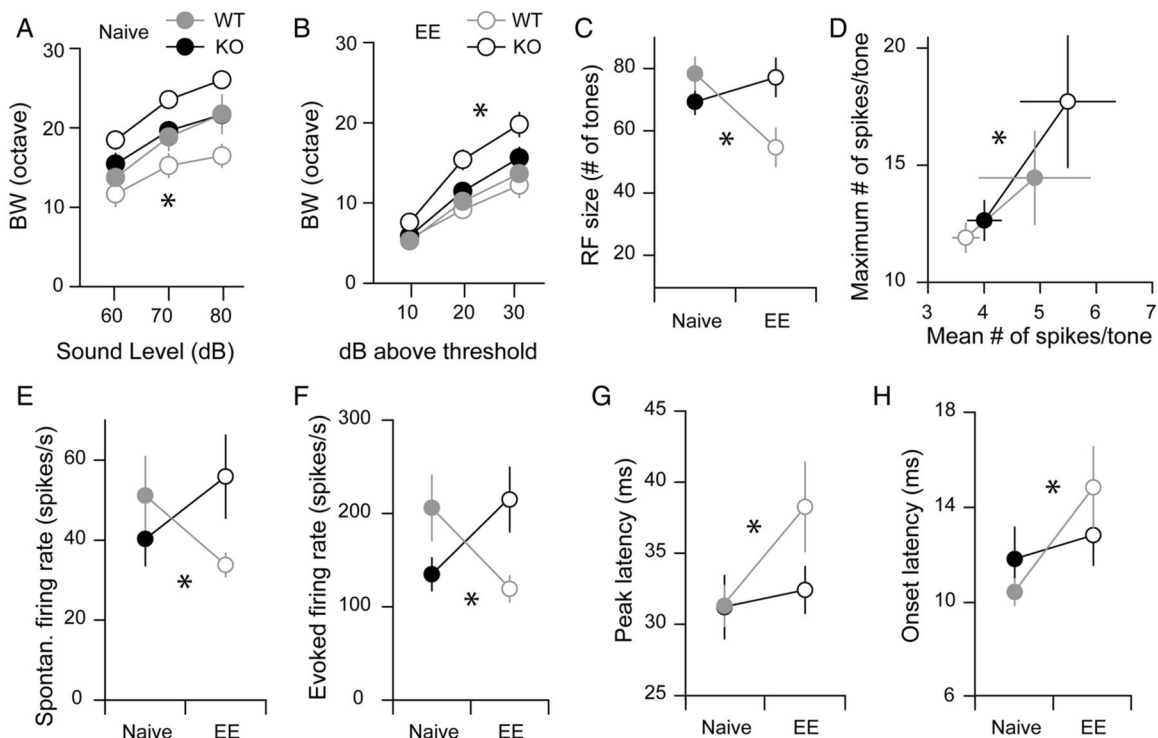 A
Naive
WT
KO
30
20
10
0
BW (octave)
*
60
70
80
Sound Level (dB)
B
EE
WT
KO
30
20
10
0
BW (octave)
*
10
20
30
dB above threshold
C
80
60
40
20
RF size (# of tones)
*
Naive
EE
D
20
15
10
Maximum # of spikes/tone
*
3
4
5
6
7
Mean # of spikes/tone
E
60
40
20
0
Spontan. firing rate (spikes/s)
*
Naive
EE
F
300
200
100
0
Evoked firing rate (spikes/s)
*
Naive
EE
G
45
40
35
30
25
Peak latency (ms)
*
Naive
EE
H
18
14
10
6
Onset latency (ms)
*
Naive
EE